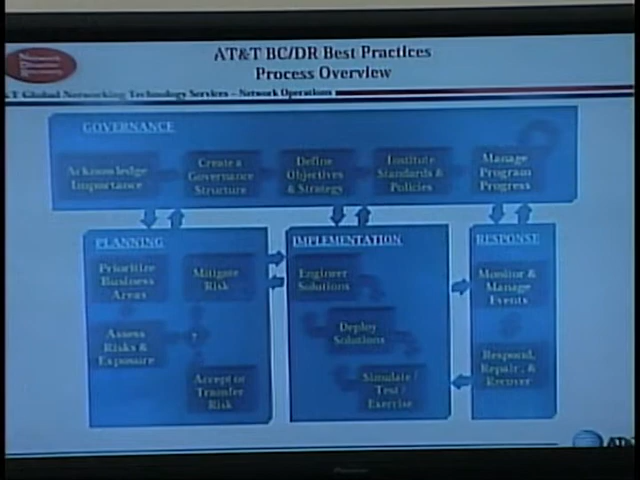 AT&T BC/DR Best Practices
Process Overview
T Global Networking Technology Services – Network Operations
GOVERNANCE
Acknowledge
Importance
Create a
Governance
Structure
Define
Objectives
& Strategy
Institute
Standards &
Policies
Manage
Program
Progress
PLANNING
Prioritize
Business
Areas
Mitigate
Risk
Assess
Risks &
Exposure
?
Accept or
Transfer
Risk
IMPLEMENTATION
Engineer
Solutions
Deploy
Solutions
Simulate /
Test /
Exercise
RESPONSE
Monitor &
Manage
Events
Respond,
Repair, &
Recover